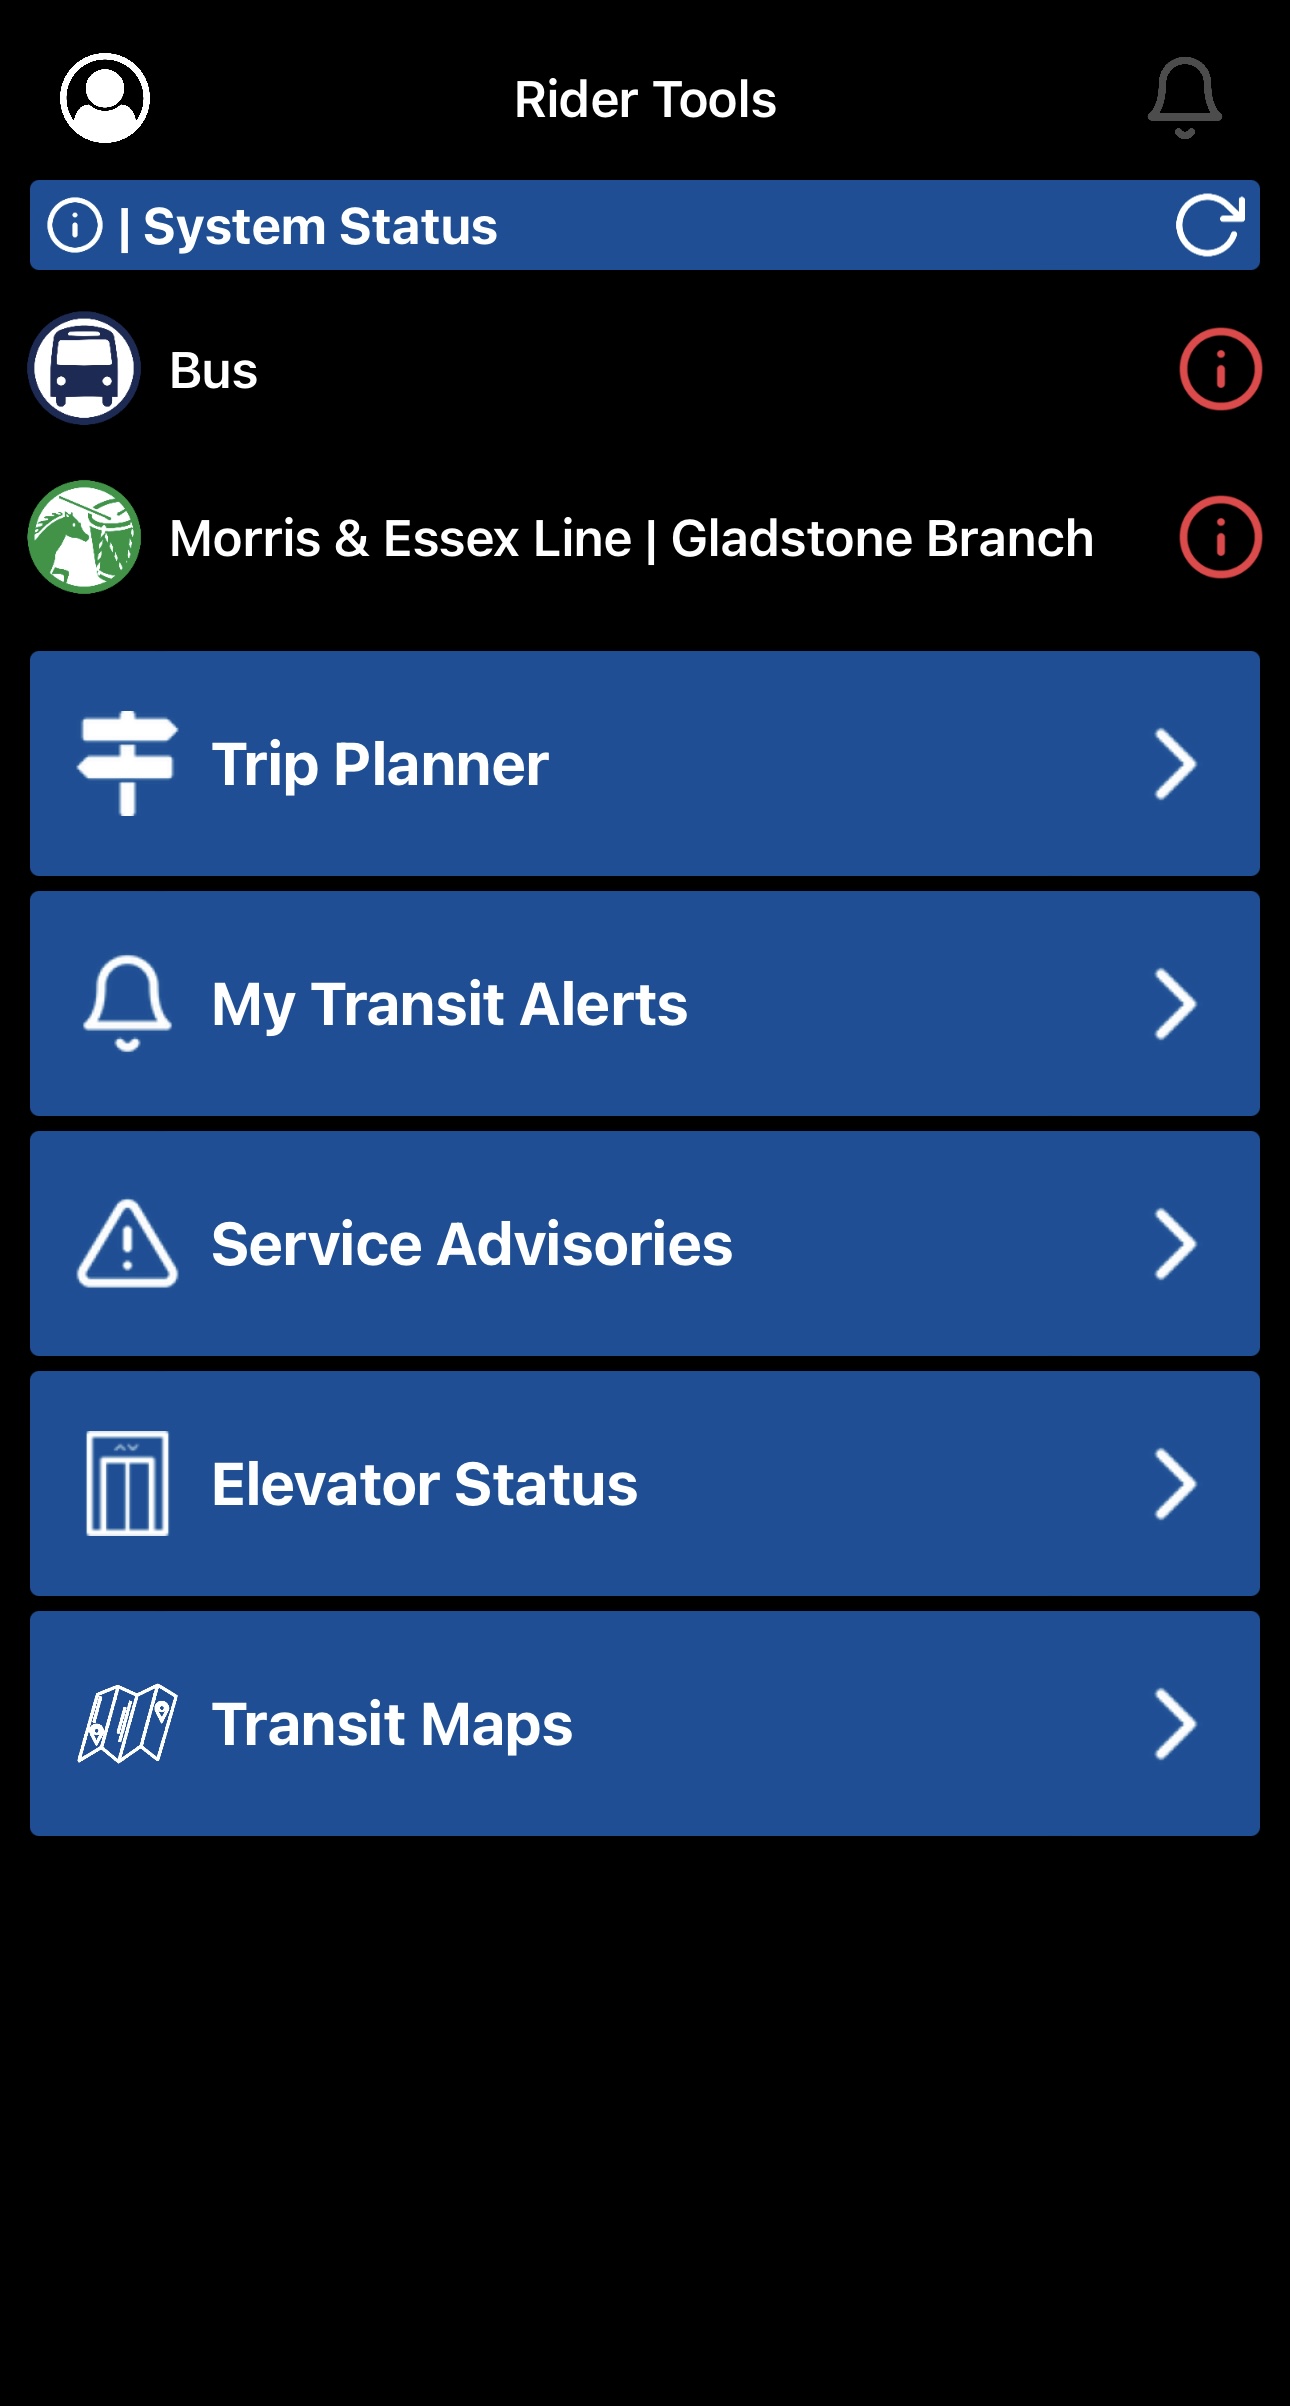 Rider Tools
| System Status
Bus
Morris & Essex Line | Gladstone Branch
Trip Planner
My Transit Alerts
Service Advisories
Elevator Status
Transit Maps